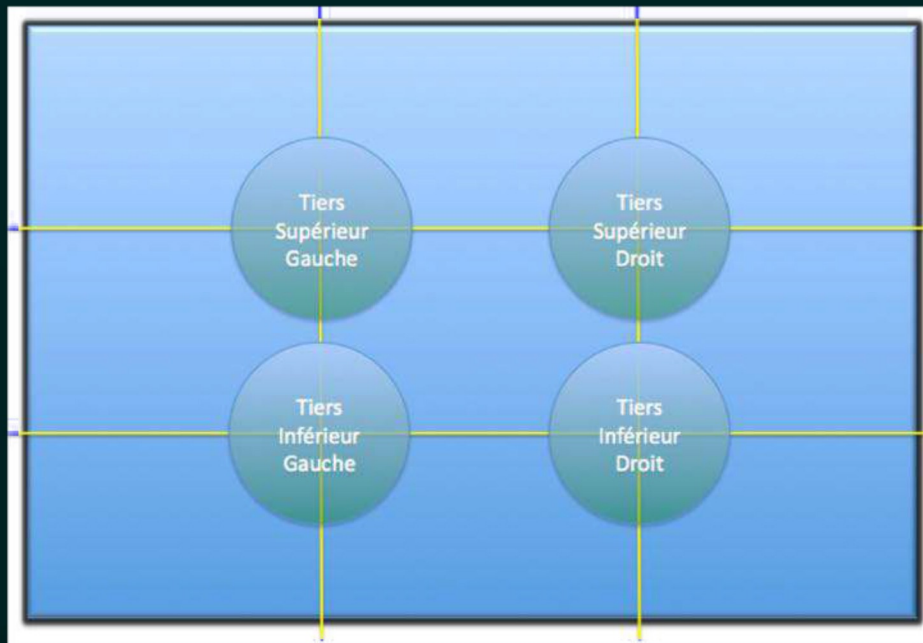 Tiers
Supérieur
Gauche
Tiers
Supérieur
Droit
Tiers
Inférieur
Gauche
Tiers
Inférieur
Droit